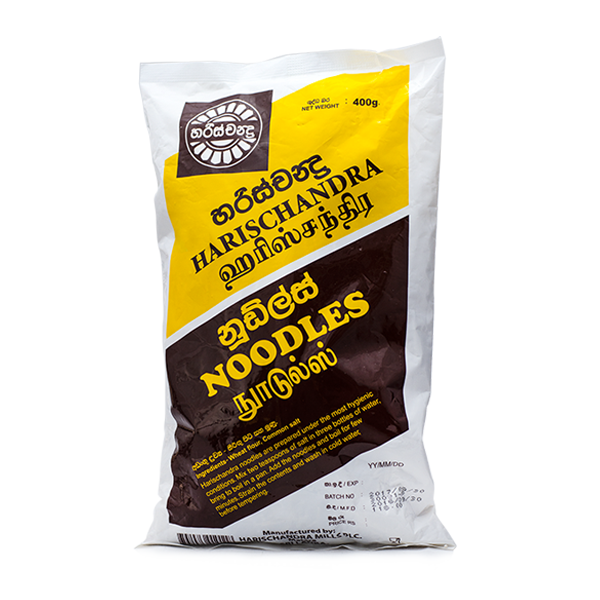 ශුද්ධ බර
NET WEIGHT : 400g.
හරිස්චන්ද්‍ර
හරිස්චන්ද්‍ර
HARISCHANDRA
ஹரிஸ்சந்திர
නූඩ්ල්ස්
NOODLES
நூடுல்ஸ்
Ingredients- Wheat flour, Common salt
Harischandra noodles are prepared under the most hygienic
conditions. Mix two teaspoons of salt in three bottles of water,
bring to boil in a pan. Add the noodles and boil for few
minutes. Strain the contents and wash in cold water,
before tempering.
YY/MM/DD
/ EXP :
BATCH NO :
/ M F D :
PRICE RS
Manufactured by:
HARISCHANDRA MILLS PLC.